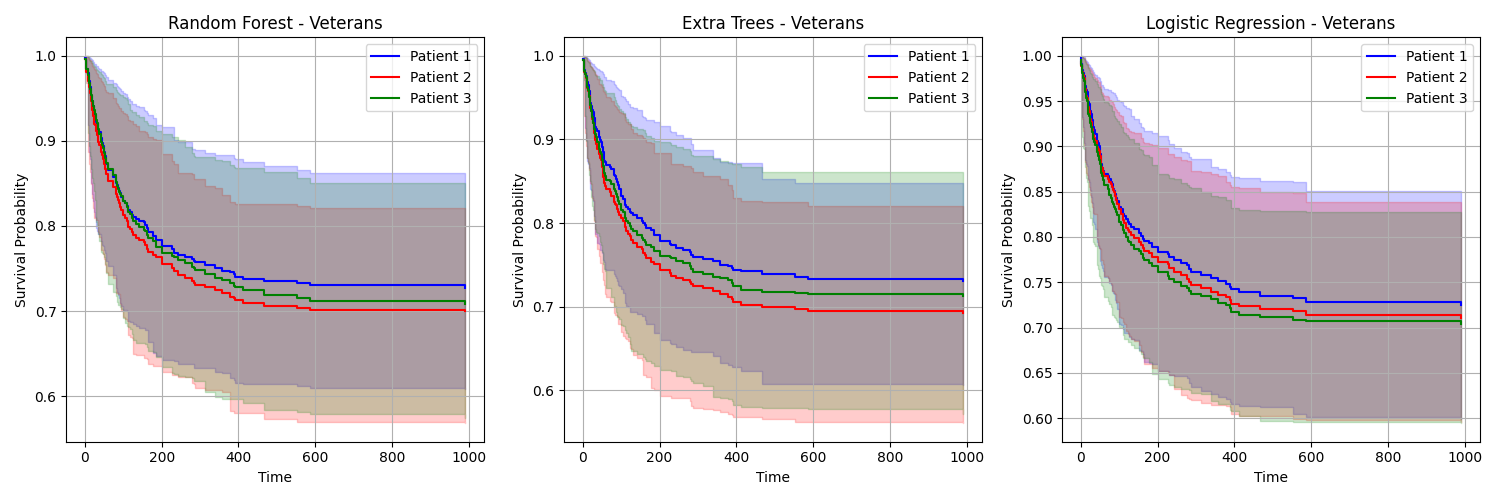 Random Forest - Veterans
Extra Trees - Veterans
Logistic Regression - Veterans
Survival Probability
1.0
0.9
0.8
0.7
0.6
Patient 1
Patient 2
Patient 3
0 200 400 600 800 1000
Time
Survival Probability
1.0
0.9
0.8
0.7
0.6
Patient 1
Patient 2
Patient 3
0 200 400 600 800 1000
Time
Survival Probability
1.00
0.95
0.90
0.85
0.80
0.75
0.70
0.65
0.60
Patient 1
Patient 2
Patient 3
0 200 400 600 800 1000
Time